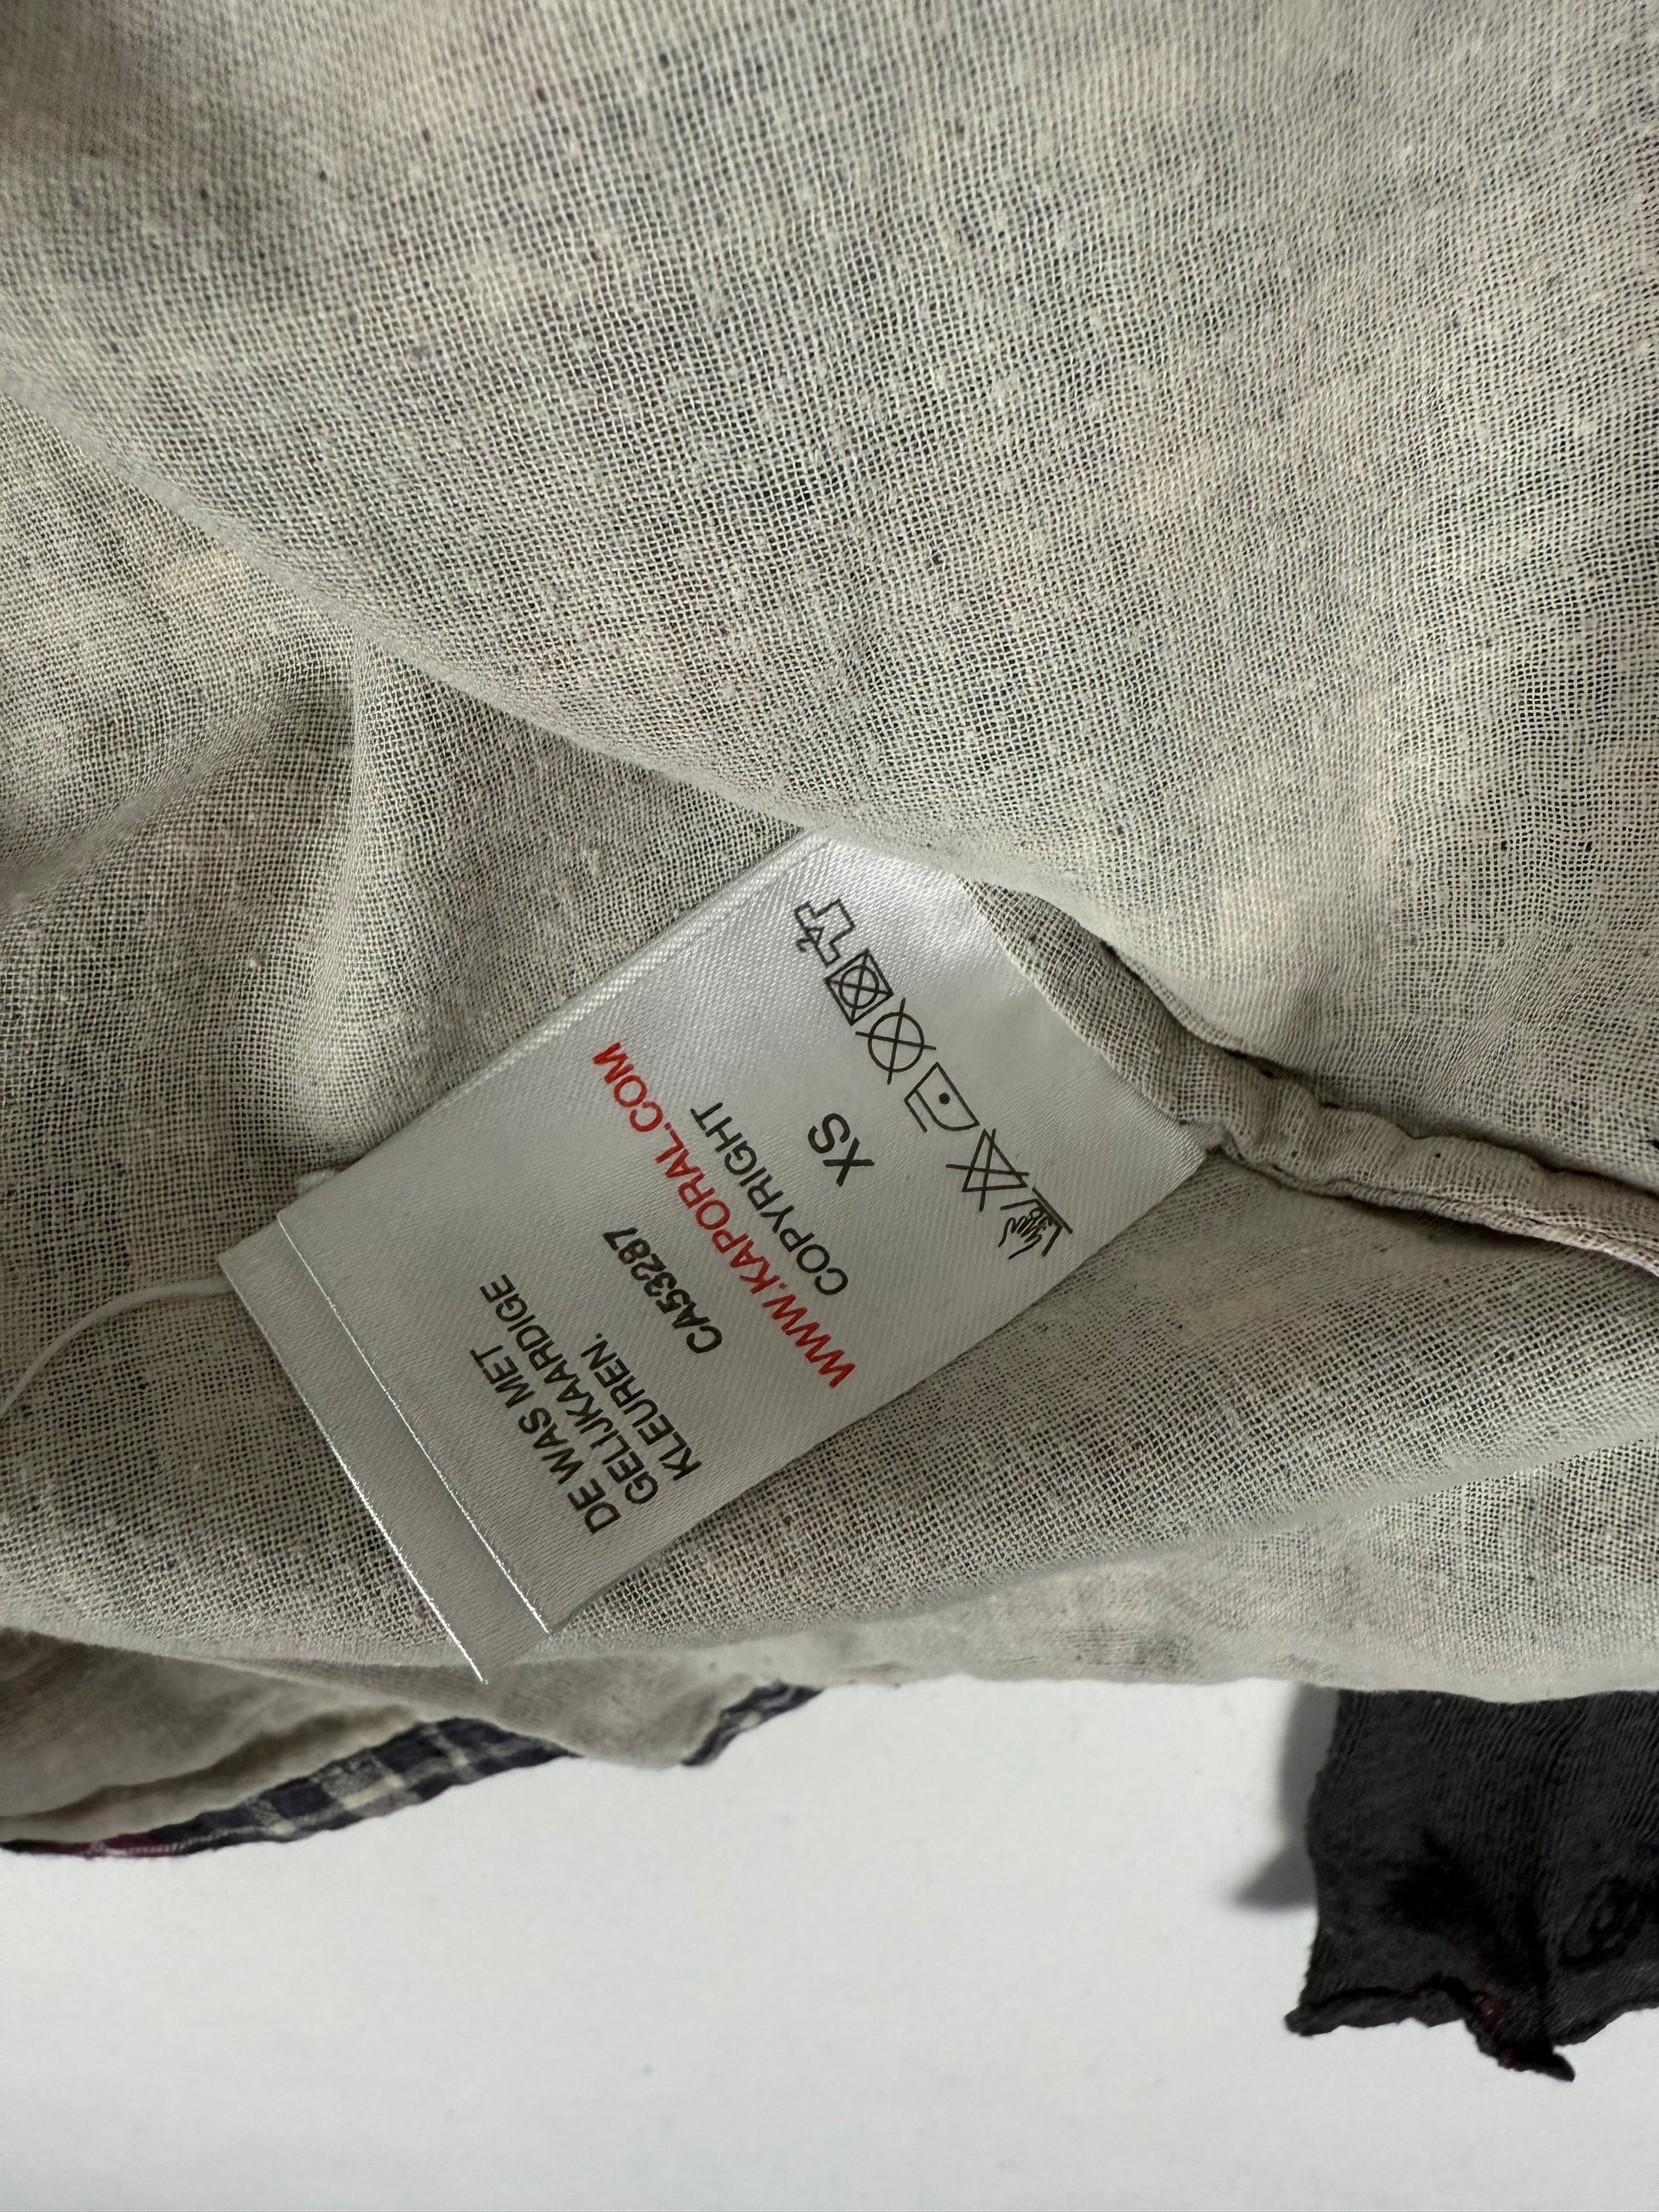 XS
COPYRIGHT
WWW.KAPORAL.COM
CA53287
DE WAS MET
GELIJKAARDIGE
KLEUREN.